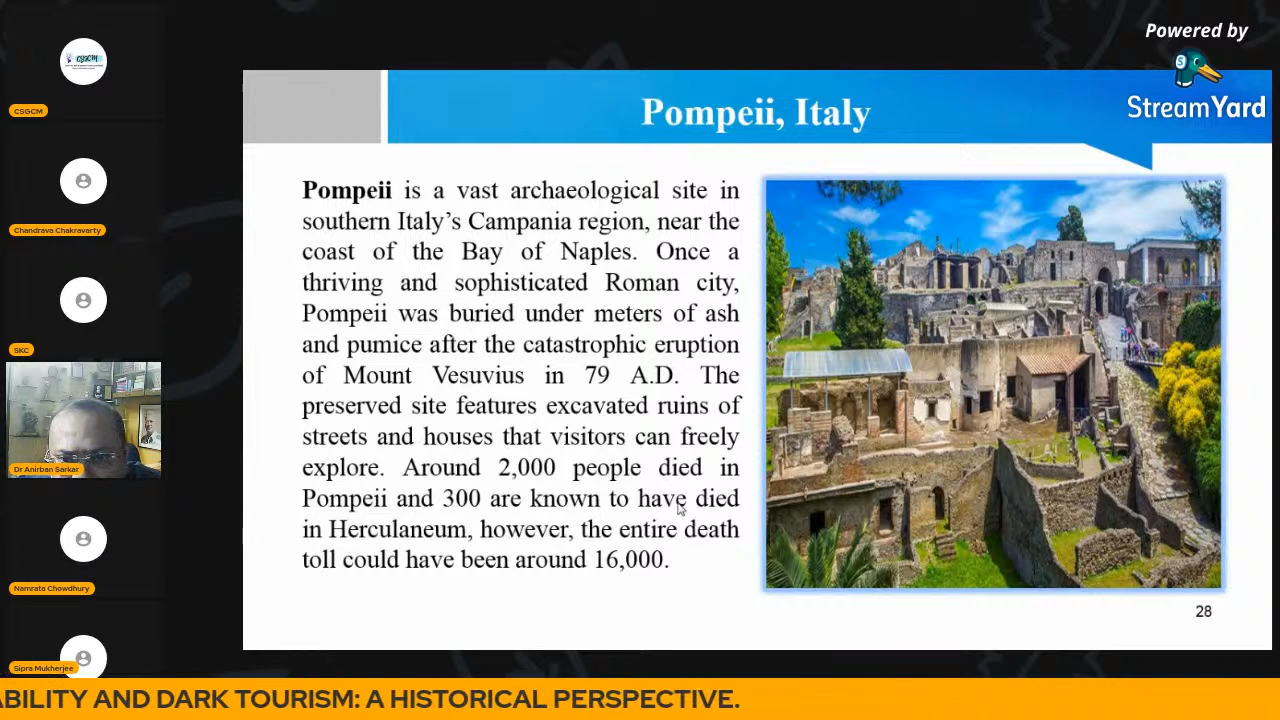 Powered by
StreamYard
CSGCM
Chandrava Chakravarty
SKC
Dr Anirban Sarkar
Namrata Chowdhury
Sipra Mukherjee
Pompeii, Italy
Pompeii is a vast archaeological site in
southern Italy's Campania region, near the
coast of the Bay of Naples. Once a
thriving and sophisticated Roman city,
Pompeii was buried under meters of ash
and pumice after the catastrophic eruption
of Mount Vesuvius in 79 A.D. The
preserved site features excavated ruins of
streets and houses that visitors can freely
explore. Around 2,000 people died in
Pompeii and 300 are known to have died
in Herculaneum, however, the entire death
toll could have been around 16,000.
28
ABILITY AND DARK TOURISM: A HISTORICAL PERSPECTIVE.